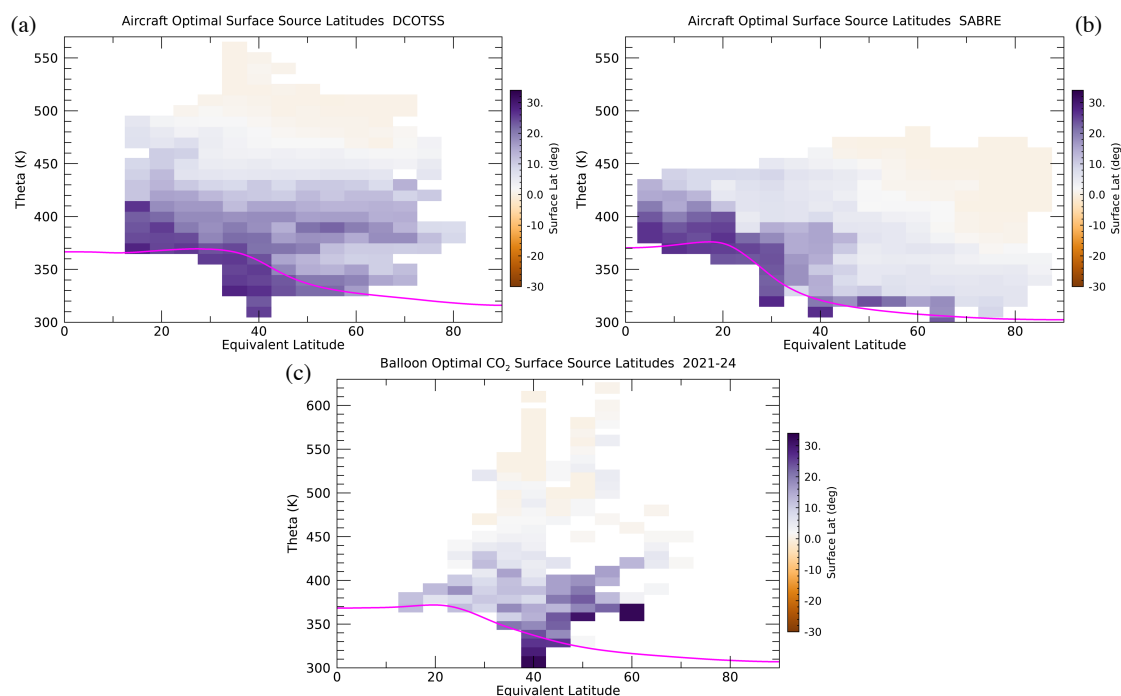 (a)
Aircraft Optimal Surface Source Latitudes DCOTSS
550
500
450
400
350
300
Theta (K)
0 20 40 60 80
Equivalent Latitude
30.
20.
10.
0.0
-10.
-20.
-30
Surface Lat (deg)
Aircraft Optimal Surface Source Latitudes SABRE
(b)
550
500
450
400
350
300
Theta (K)
0 20 40 60 80
Equivalent Latitude
30.
20.
10.
0.0
-10.
-20.
-30
Surface Lat (deg)
(c)
Balloon Optimal CO₂ Surface Source Latitudes 2021-24
600
550
500
450
400
350
300
Theta (K)
0 20 40 60 80
Equivalent Latitude
30.
20.
10.
0.0
-10.
-20.
-30
Surface Lat (deg)